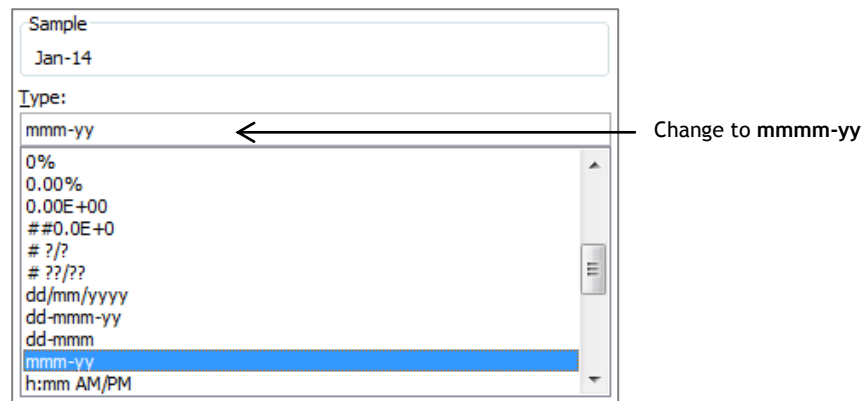 Sample
Jan-14
Type:
mmm-yy
Change to mmmm-yy
0%
0.00%
0.00E+00
##0.0E+0
# ?/?
# ??/??
dd/mm/yyyy
dd-mmm-yy
dd-mmm
mmm-yy
h:mm AM/PM